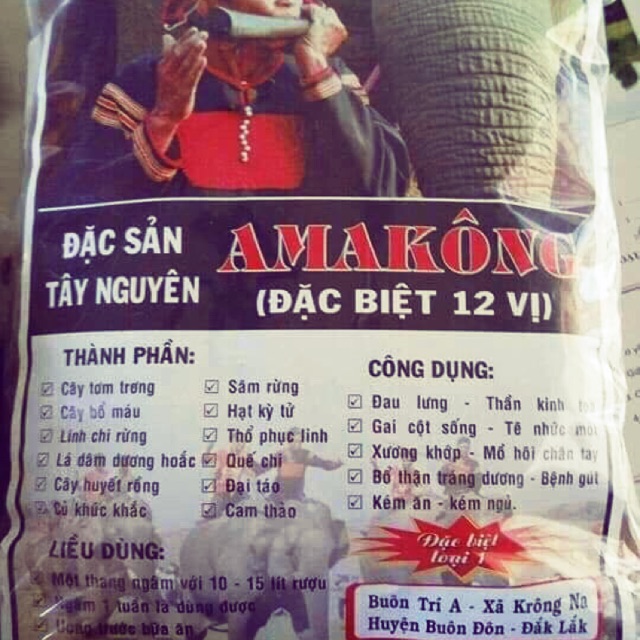 ĐẶC SẢN
TÂY NGUYÊN
AMAKÔNG
(ĐẶC BIỆT 12 VỊ)
THÀNH PHẦN:
Cây tơm trơng
Cây bổ máu
Linh chi rừng
Lá dâm dương hoắc
Cây huyết rồng
Củ khúc khắc
Sâm rừng
Hạt kỳ tử
Thổ phục linh
Quế chi
Đại táo
Cam thảo
CÔNG DỤNG:
Đau lưng - Thần kinh
Gai cột sống - Tê nhức mỏi
Xương khớp - Mồ hôi chân tay
Bổ thận tráng dương - Bệnh gút
Kém ăn - kém ngủ.
LIỀU DÙNG:
Một thang ngâm với 10 - 15 lít rượu
Ngâm 1 tuần là dùng được
Uống trước bữa ăn
Đặc biệt
loại 1
Buôn Trí A - Xã Krông Na
Huyện Buôn Đôn - Đắk Lắk